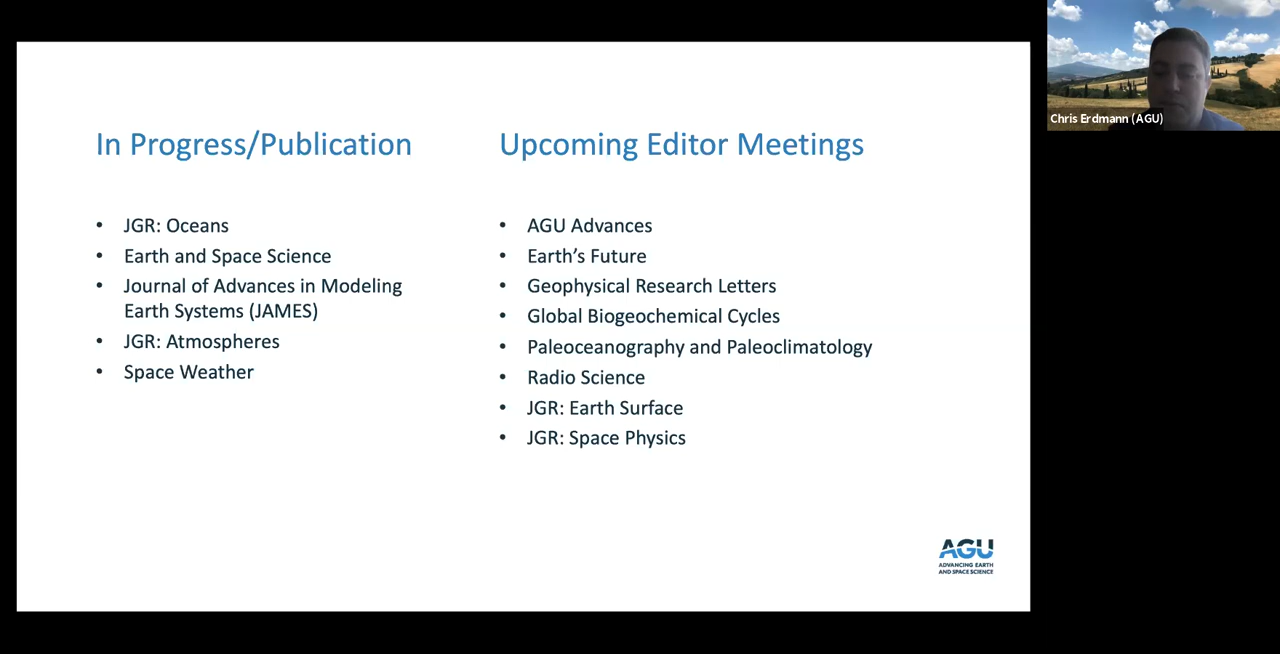 In Progress/Publication
• JGR: Oceans
• Earth and Space Science
• Journal of Advances in Modeling
Earth Systems (JAMES)
• JGR: Atmospheres
• Space Weather
Upcoming Editor Meetings
• AGU Advances
• Earth’s Future
• Geophysical Research Letters
• Global Biogeochemical Cycles
• Paleoceanography and Paleoclimatology
• Radio Science
• JGR: Earth Surface
• JGR: Space Physics
AGU
ADVANCING EARTH
AND SPACE SCIENCE
Chris Erdmann (AGU)